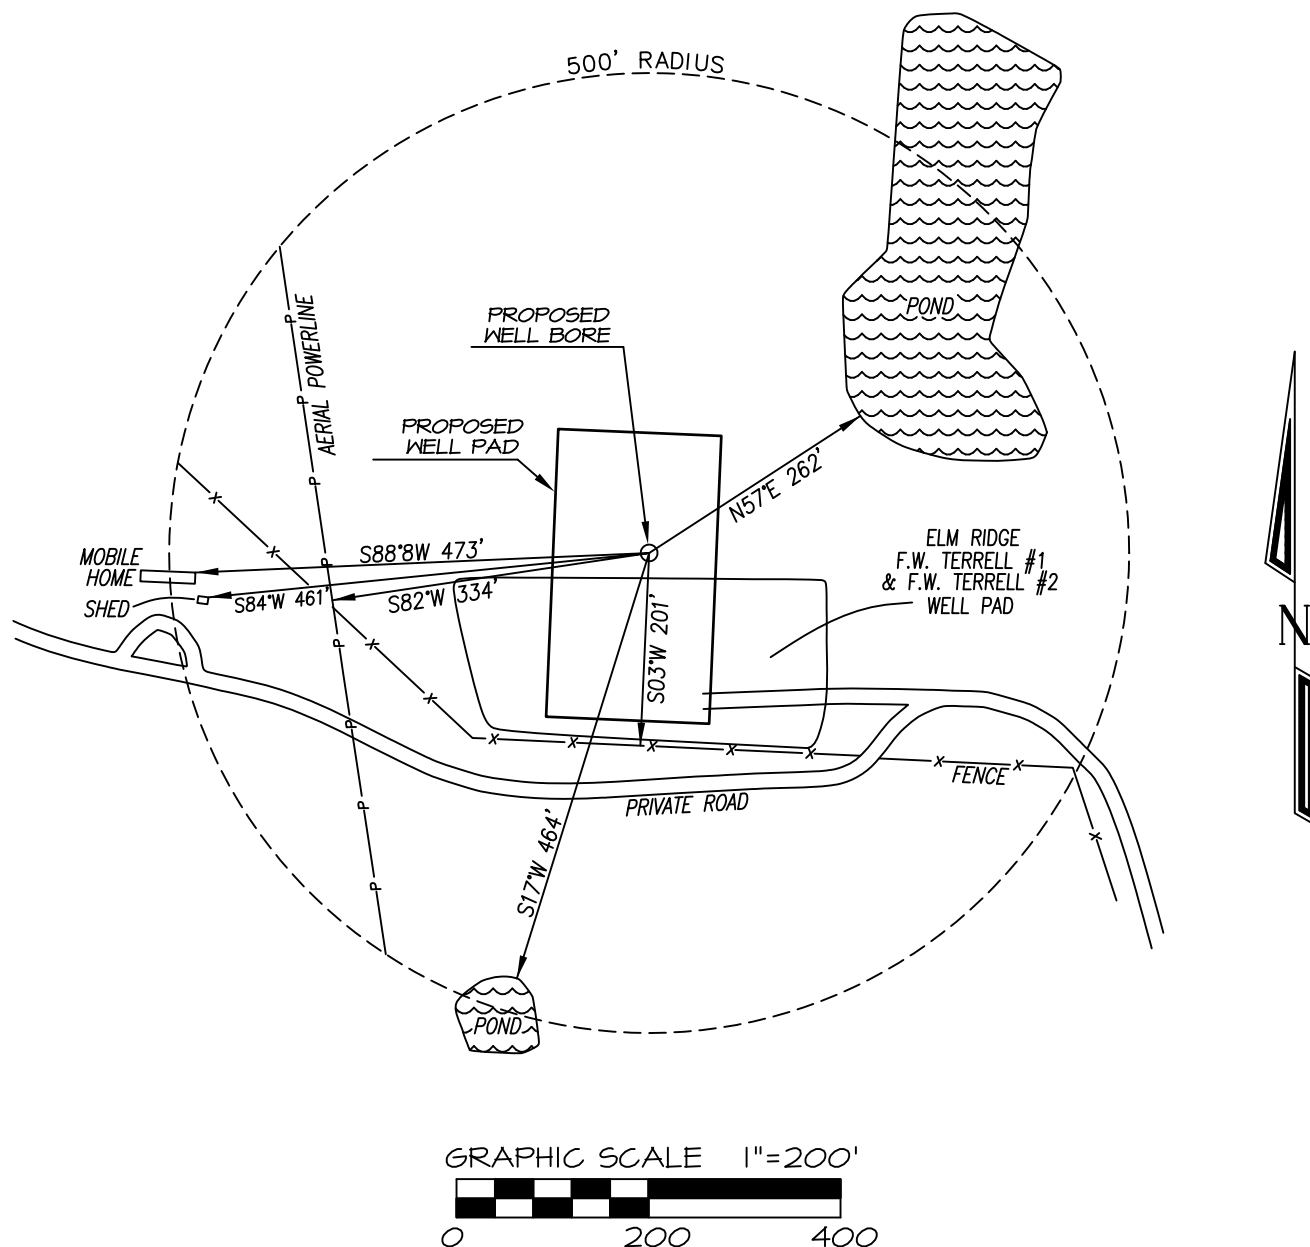 500' RADIUS
POND
AERIAL POWERLINE
P
P
P
P
P
P
P
P
PROPOSED
WELL BORE
PROPOSED
WELL PAD
N57°E 262'
MOBILE
HOME
SHED
S88°8W 473'
S84°W 461'
S82°W 334'
S03°W 201'
ELM RIDGE
F.W. TERRELL #1
& F.W. TERRELL #2
WELL PAD
N
X
X
X
X
X
X
X
X
X
X
X
X
FENCE
PRIVATE ROAD
S17°W 464'
POND
GRAPHIC SCALE 1"=200'
0 200 400